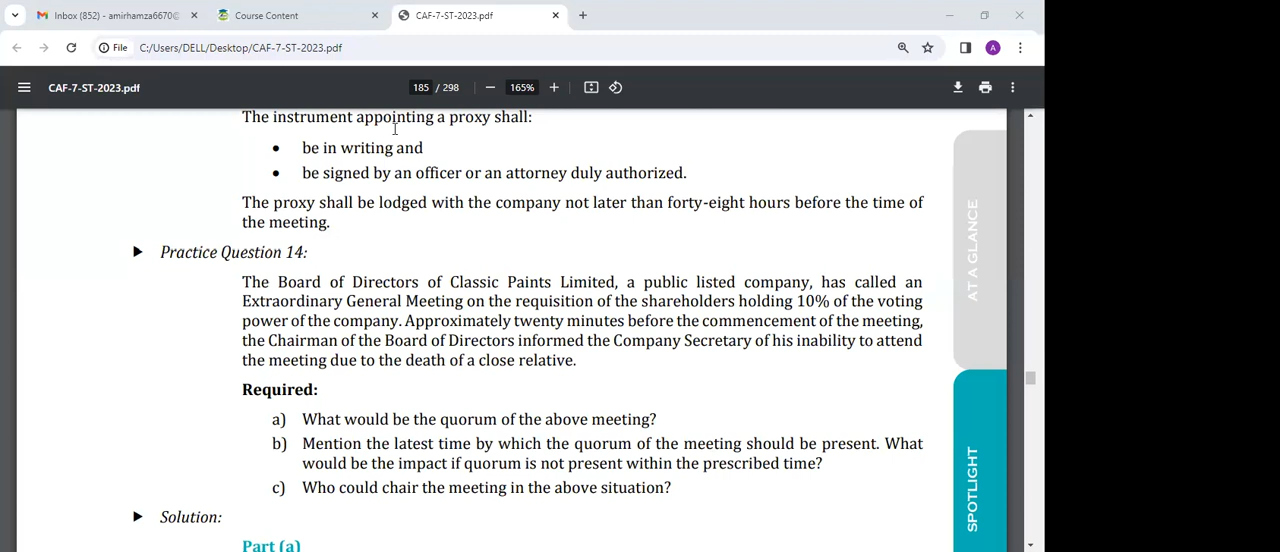 Inbox (852) - amirhamza6670@
Course Content
CAF-7-ST-2023.pdf
File C:/Users/DELL/Desktop/CAF-7-ST-2023.pdf
A
CAF-7-ST-2023.pdf
185 / 298
165%
The instrument appointing a proxy shall:
• be in writing and
• be signed by an officer or an attorney duly authorized.
The proxy shall be lodged with the company not later than forty-eight hours before the time of
the meeting.
Practice Question 14:
The Board of Directors of Classic Paints Limited, a public listed company, has called an
Extraordinary General Meeting on the requisition of the shareholders holding 10% of the voting
power of the company. Approximately twenty minutes before the commencement of the meeting,
the Chairman of the Board of Directors informed the Company Secretary of his inability to attend
the meeting due to the death of a close relative.
Required:
a) What would be the quorum of the above meeting?
b) Mention the latest time by which the quorum of the meeting should be present. What
would be the impact if quorum is not present within the prescribed time?
c) Who could chair the meeting in the above situation?
Solution:
Part (a)
AT A GLANCE
SPOTLIGHT